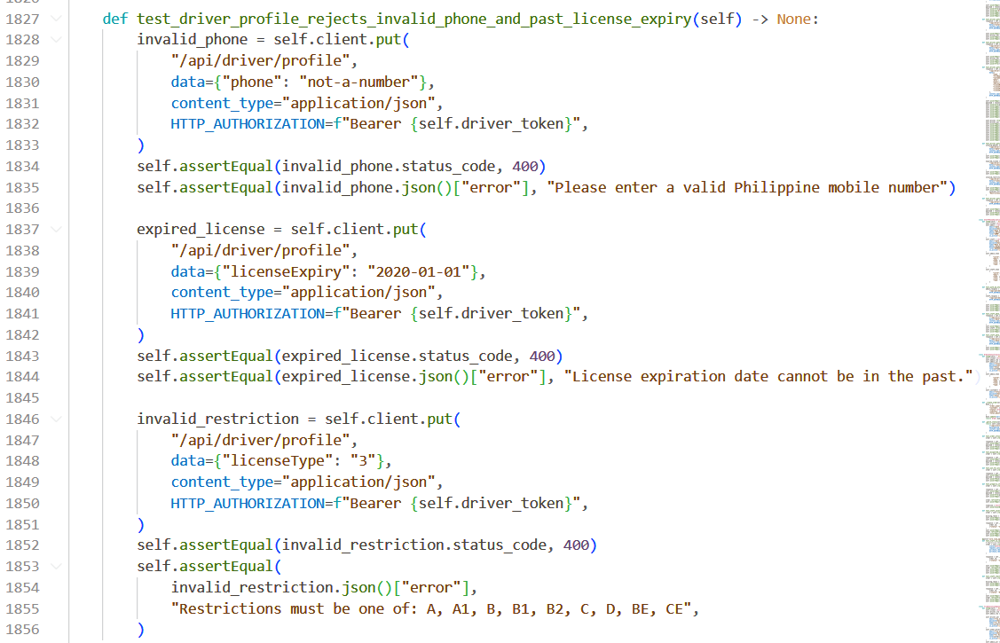 1827 def test_driver_profile_rejects_invalid_phone_and_past_license_expiry(self) -> None:
1828 invalid_phone = self.client.put(
1829 "/api/driver/profile",
1830 data={"phone": "not-a-number"},
1831 content_type="application/json",
1832 HTTP_AUTHORIZATION=f"Bearer {self.driver_token}",
1833 )
1834 self.assertEqual(invalid_phone.status_code, 400)
1835 self.assertEqual(invalid_phone.json()["error"], "Please enter a valid Philippine mobile number")
1836
1837 expired_license = self.client.put(
1838 "/api/driver/profile",
1839 data={"licenseExpiry": "2020-01-01"},
1840 content_type="application/json",
1841 HTTP_AUTHORIZATION=f"Bearer {self.driver_token}",
1842 )
1843 self.assertEqual(expired_license.status_code, 400)
1844 self.assertEqual(expired_license.json()["error"], "License expiration date cannot be in the past.")
1845
1846 invalid_restriction = self.client.put(
1847 "/api/driver/profile",
1848 data={"licenseType": "3"},
1849 content_type="application/json",
1850 HTTP_AUTHORIZATION=f"Bearer {self.driver_token}",
1851 )
1852 self.assertEqual(invalid_restriction.status_code, 400)
1853 self.assertEqual(
1854 invalid_restriction.json()["error"],
1855 "Restrictions must be one of: A, A1, B, B1, B2, C, D, BE, CE",
1856 )